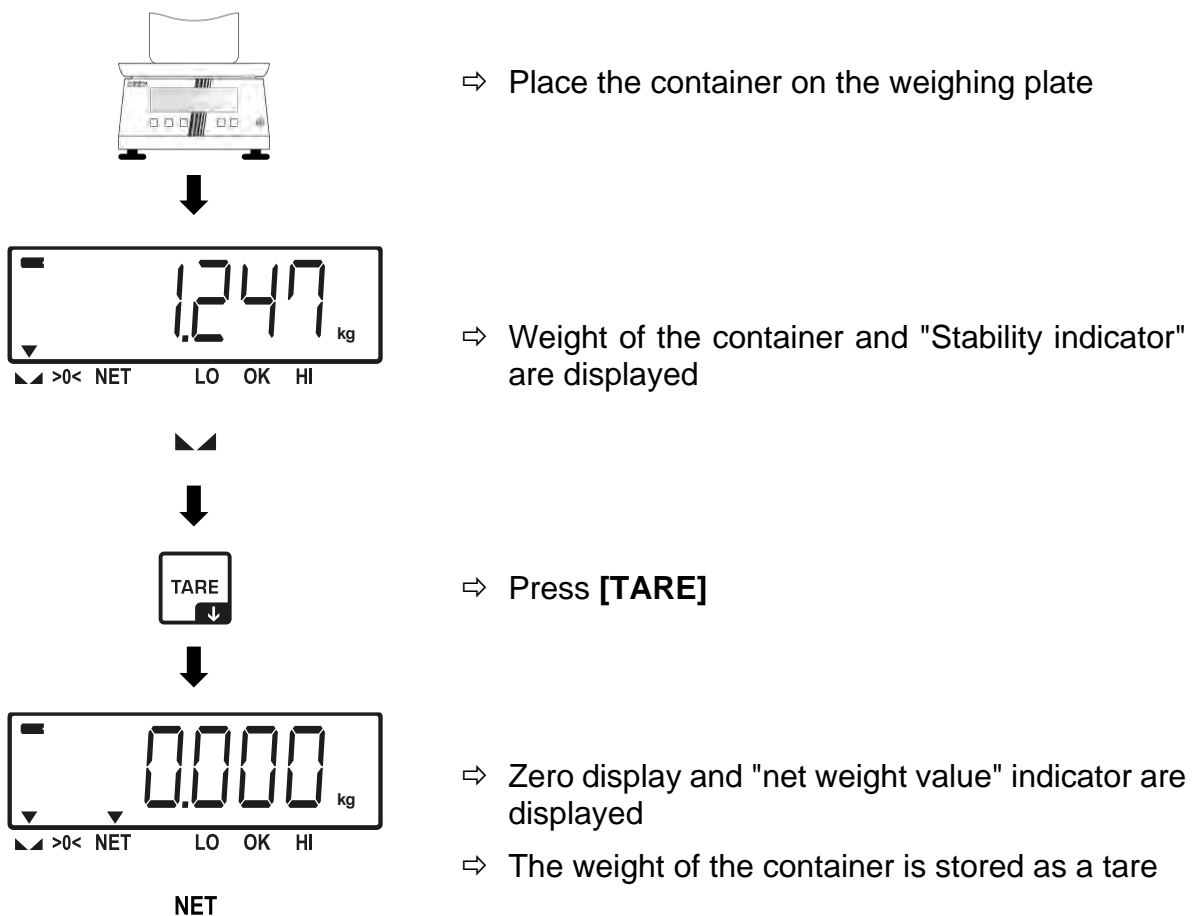 ⇨ Place the container on the weighing plate
1.247 kg
>0< NET LO OK HI
⇨ Weight of the container and "Stability indicator"
are displayed
TARE
⇨ Press [TARE]
0.000 kg
>0< NET LO OK HI
⇨ Zero display and "net weight value" indicator are
displayed
⇨ The weight of the container is stored as a tare
NET